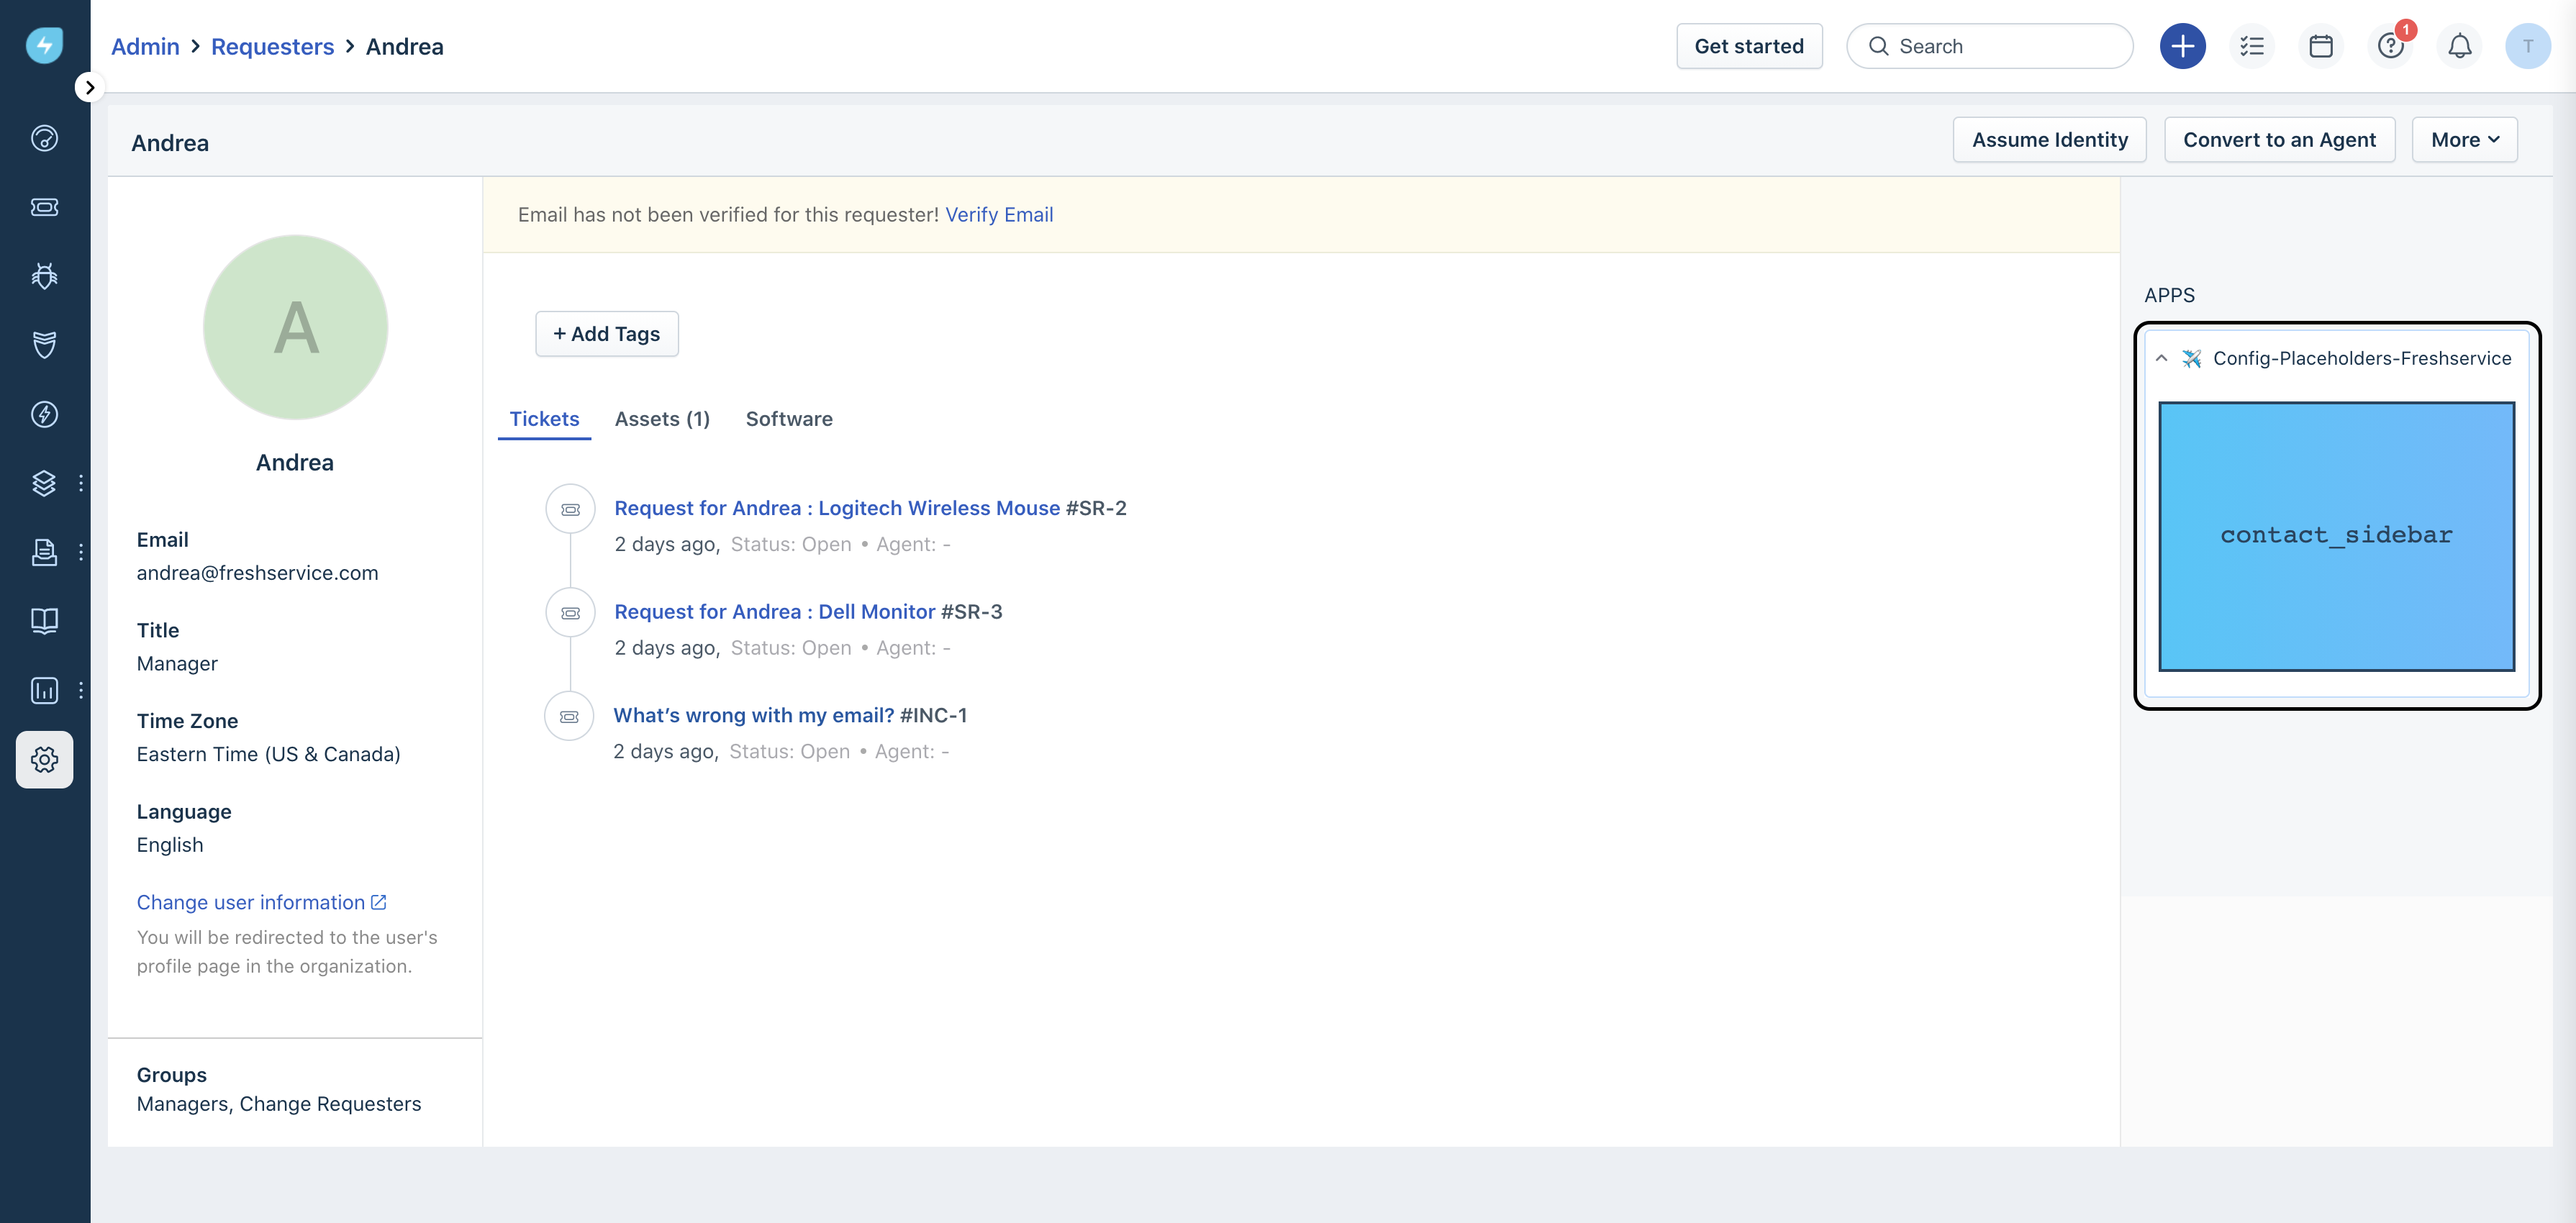 Admin > Requesters > Andrea
Get started
Search
1
T
Andrea
Assume Identity
Convert to an Agent
More
A
Andrea
Email
andrea@freshservice.com
Title
Manager
Time Zone
Eastern Time (US & Canada)
Language
English
Change user information
You will be redirected to the user's
profile page in the organization.
Groups
Managers, Change Requesters
Email has not been verified for this requester! Verify Email
+ Add Tags
Tickets
Assets (1)
Software
Request for Andrea : Logitech Wireless Mouse #SR-2
2 days ago, Status: Open • Agent: -
Request for Andrea : Dell Monitor #SR-3
2 days ago, Status: Open • Agent: -
What’s wrong with my email? #INC-1
2 days ago, Status: Open • Agent: -
APPS
Config-Placeholders-Freshservice
contact_sidebar